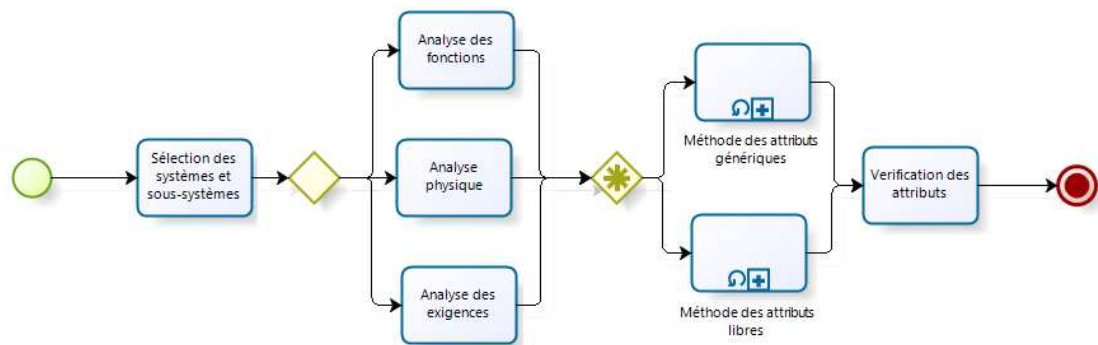 Sélection des
systèmes et
sous-systèmes
Analyse des
fonctions
Analyse
physique
Analyse des
exigences
Méthode des attributs
génériques
Méthode des attributs
libres
Verification des
attributs